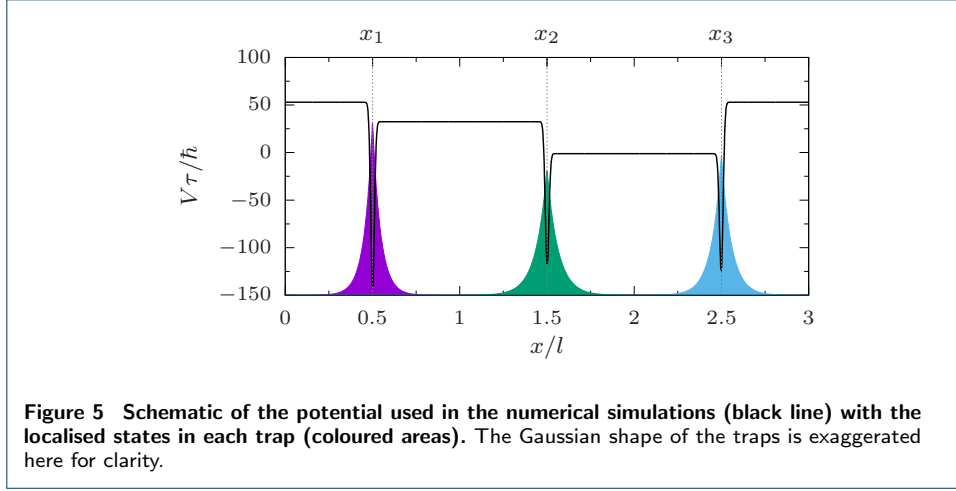 x₁ x₂ x₃
100
50
0
−50
−100
−150
Vτ/ħ
0 0.5 1 1.5 2 2.5 3
x/l
Figure 5 Schematic of the potential used in the numerical simulations (black line) with the
localised states in each trap (coloured areas). The Gaussian shape of the traps is exaggerated
here for clarity.